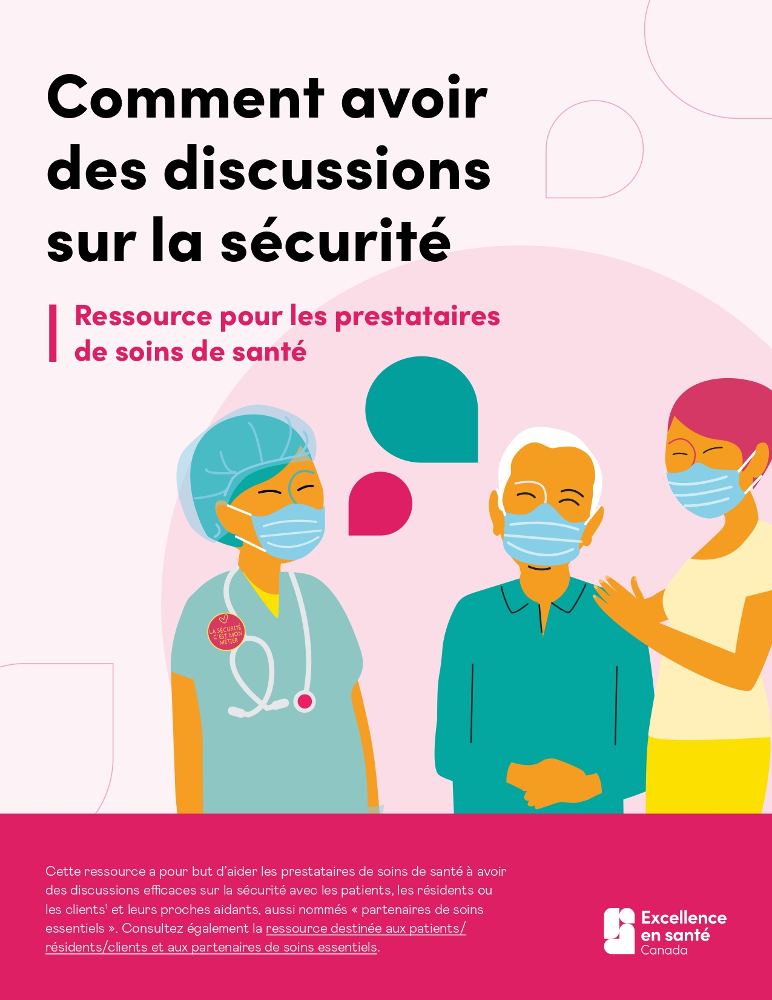 Comment avoir
des discussions
sur la sécurité
Ressource pour les prestataires
de soins de santé
LA SÉCURITÉ,
C'EST MON
MÉTIER
Cette ressource a pour but d’aider les prestataires de soins de santé à avoir
des discussions efficaces sur la sécurité avec les patients, les résidents ou
les clients¹ et leurs proches aidants, aussi nommés « partenaires de soins
essentiels ». Consultez également la ressource destinée aux patients/
résidents/clients et aux partenaires de soins essentiels.
Excellence
en santé
Canada